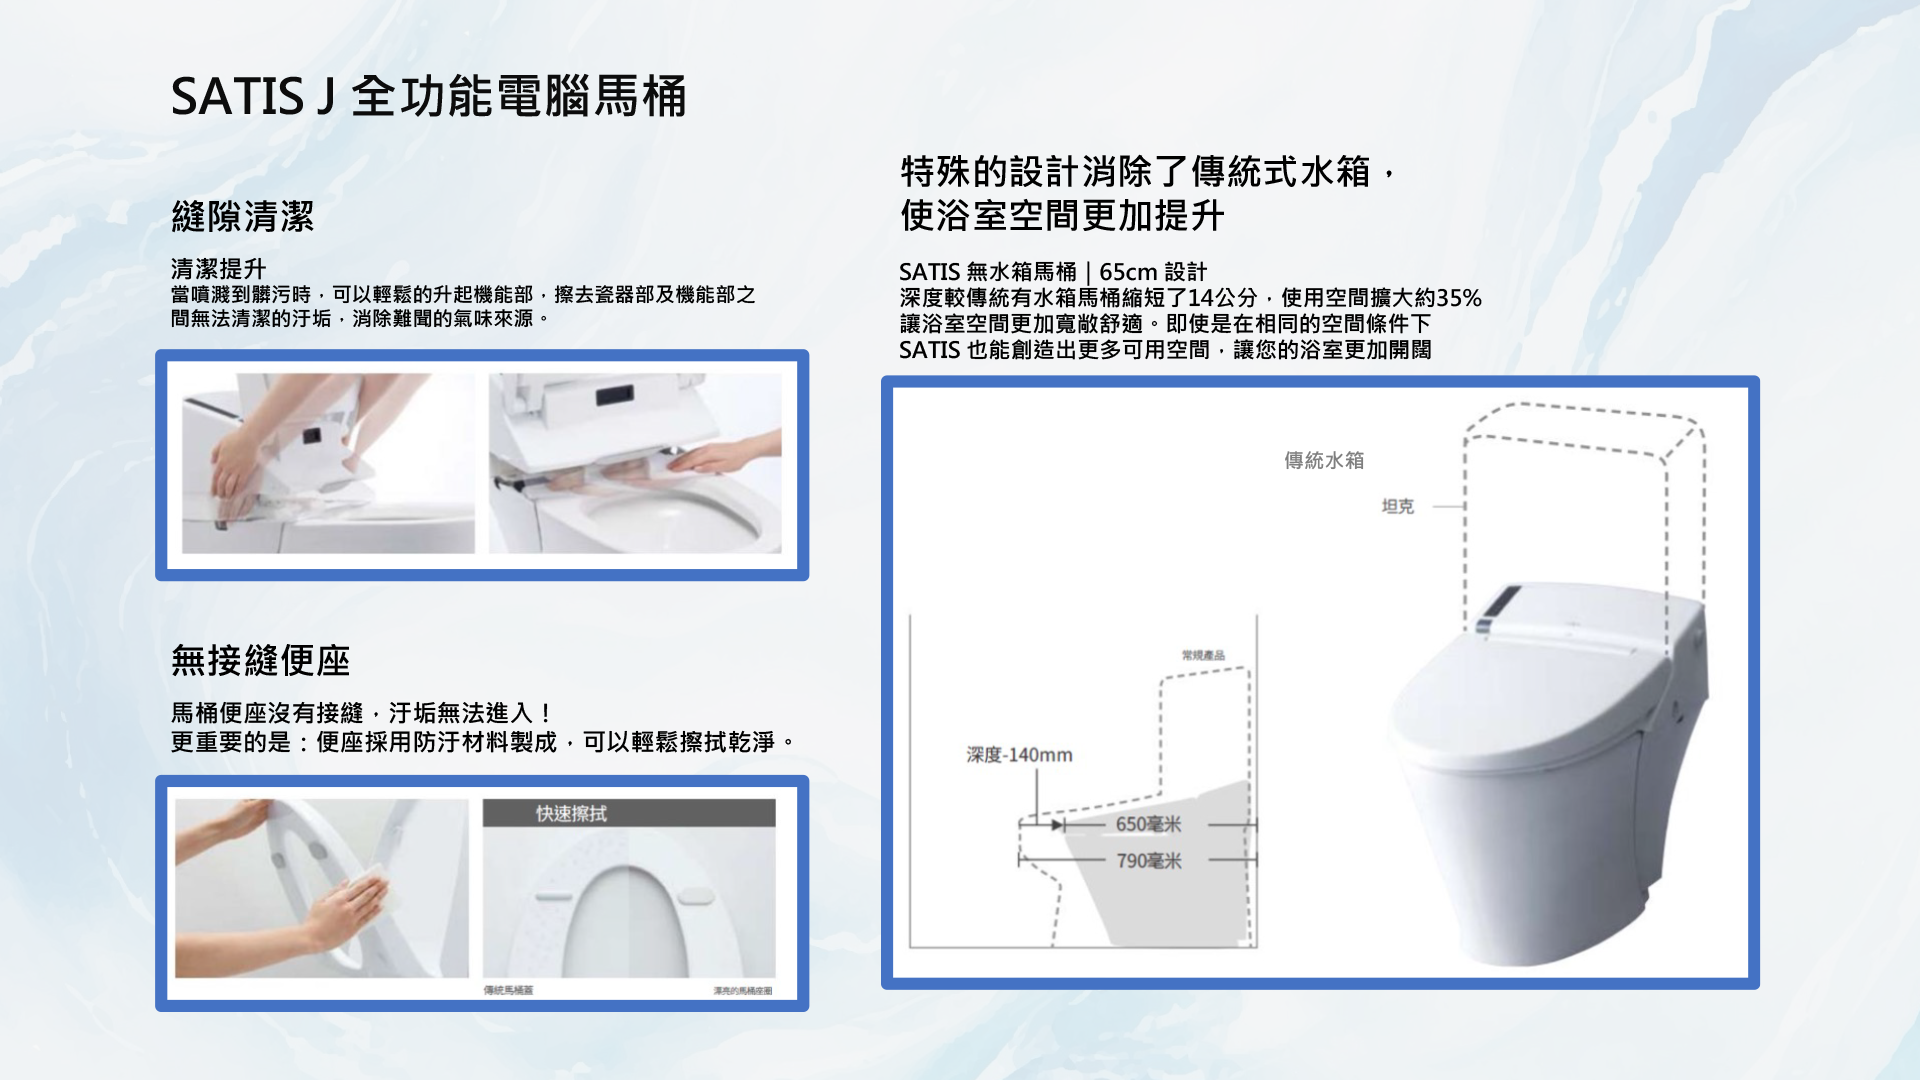 SATIS J 全功能電腦馬桶
縫隙清潔
清潔提升
當噴濺到髒污時，可以輕鬆的升起機能部，擦去瓷器部及機能部之
間無法清潔的汙垢，消除難聞的氣味來源。
無接縫便座
馬桶便座沒有接縫，汙垢無法進入！
更重要的是：便座採用防汙材料製成，可以輕鬆擦拭乾淨。
快速擦拭
傳統馬桶蓋
漂亮的馬桶座圈
特殊的設計消除了傳統式水箱，
使浴室空間更加提升
SATIS 無水箱馬桶｜65cm 設計
深度較傳統有水箱馬桶縮短了14公分，使用空間擴大約35%
讓浴室空間更加寬敞舒適。即使是在相同的空間條件下
SATIS 也能創造出更多可用空間，讓您的浴室更加開闊
傳統水箱
坦克
常規產品
深度-140mm
650毫米
790毫米